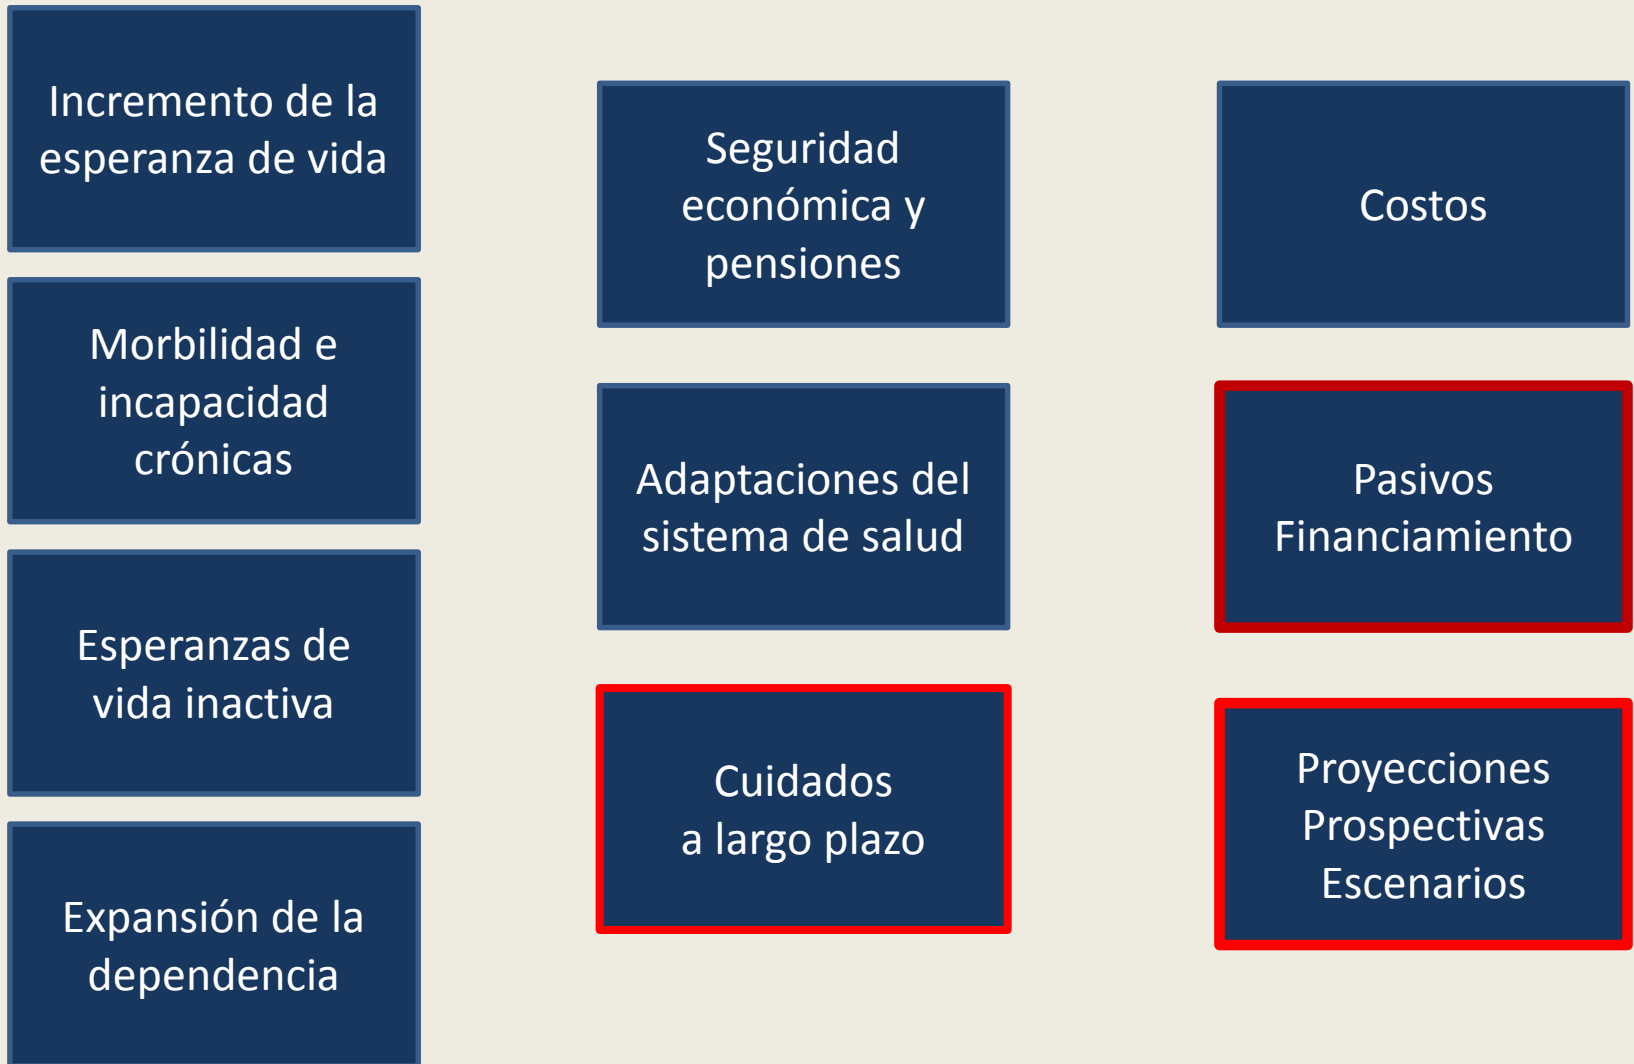 Incremento de la
esperanza de vida
Morbilidad e
incapacidad
crónicas
Esperanzas de
vida inactiva
Expansión de la
dependencia
Seguridad
económica y
pensiones
Adaptaciones del
sistema de salud
Cuidados
a largo plazo
Costos
Pasivos
Financiamiento
Proyecciones
Prospectivas
Escenarios